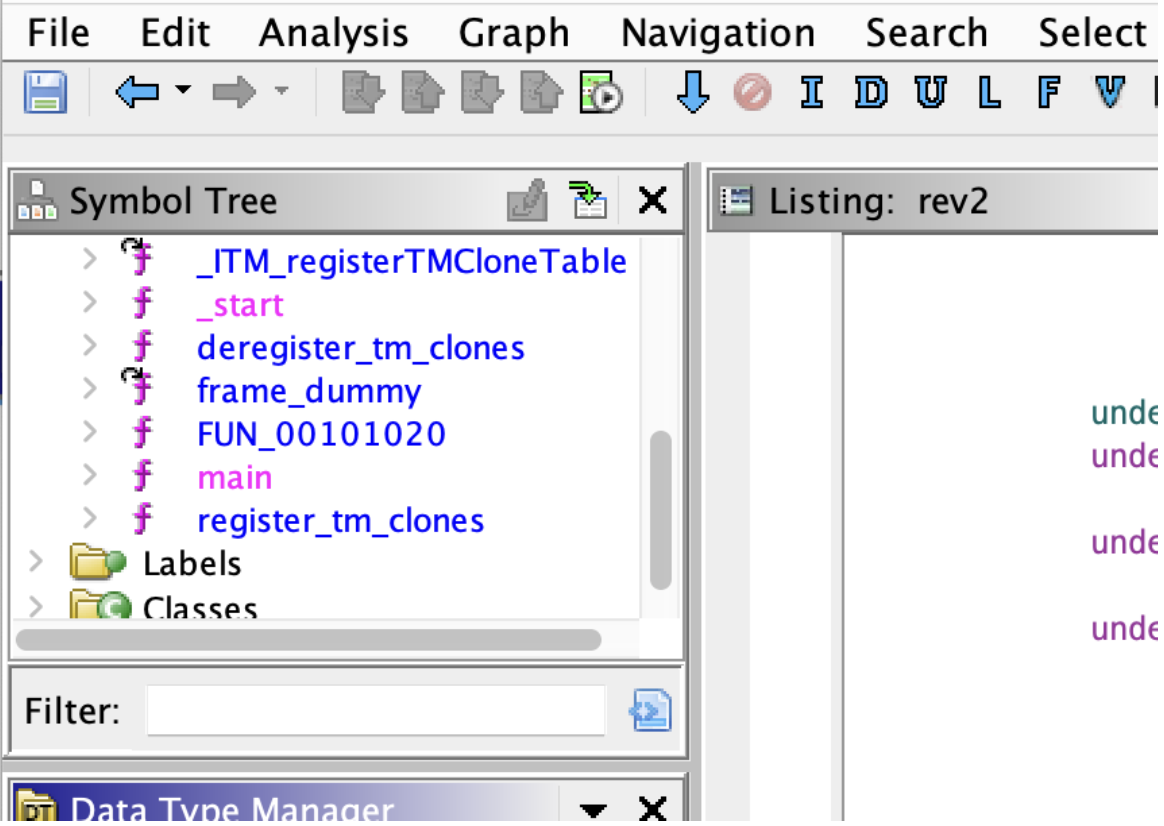 File Edit Analysis Graph Navigation Search Select
I D U L F V
Symbol Tree
_ITM_registerTMCloneTable
_start
deregister_tm_clones
frame_dummy
FUN_00101020
main
register_tm_clones
Labels
Classes
Filter:
Data Type Manager
Listing: rev2
unde
unde
unde
unde